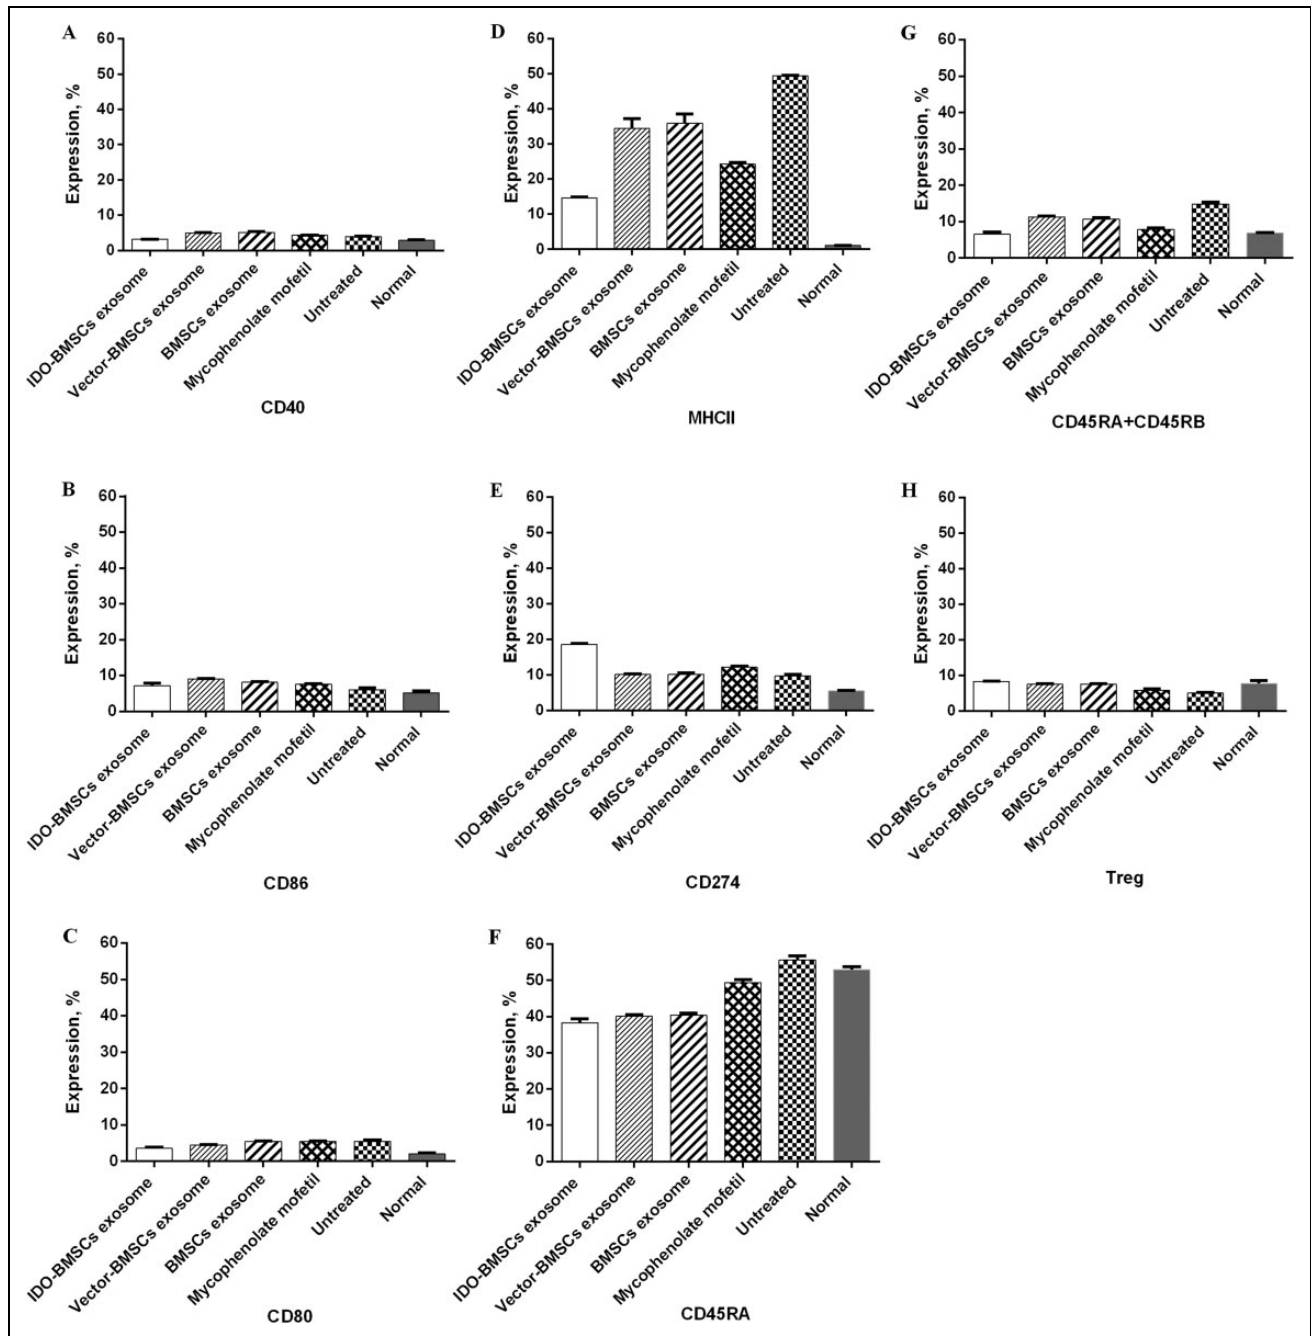 A
Expression, %
60
50
40
30
20
10
0
IDO-BMSCs exosome
Vector-BMSCs exosome
BMSCs exosome
Mycophenolate mofetil
Untreated
Normal
CD40
D
Expression, %
60
50
40
30
20
10
0
IDO-BMSCs exosome
Vector-BMSCs exosome
BMSCs exosome
Mycophenolate mofetil
Untreated
Normal
MHCII
G
Expression, %
60
50
40
30
20
10
0
IDO-BMSCs exosome
Vector-BMSCs exosome
BMSCs exosome
Mycophenolate mofetil
Untreated
Normal
CD45RA+CD45RB
B
Expression, %
60
50
40
30
20
10
0
IDO-BMSCs exosome
Vector-BMSCs exosome
BMSCs exosome
Mycophenolate mofetil
Untreated
Normal
CD86
E
Expression, %
60
50
40
30
20
10
0
IDO-BMSCs exosome
Vector-BMSCs exosome
BMSCs exosome
Mycophenolate mofetil
Untreated
Normal
CD274
H
Expression, %
60
50
40
30
20
10
0
IDO-BMSCs exosome
Vector-BMSCs exosome
BMSCs exosome
Mycophenolate mofetil
Untreated
Normal
Treg
C
Expression, %
60
50
40
30
20
10
0
IDO-BMSCs exosome
Vector-BMSCs exosome
BMSCs exosome
Mycophenolate mofetil
Untreated
Normal
CD80
F
Expression, %
60
50
40
30
20
10
0
IDO-BMSCs exosome
Vector-BMSCs exosome
BMSCs exosome
Mycophenolate mofetil
Untreated
Normal
CD45RA